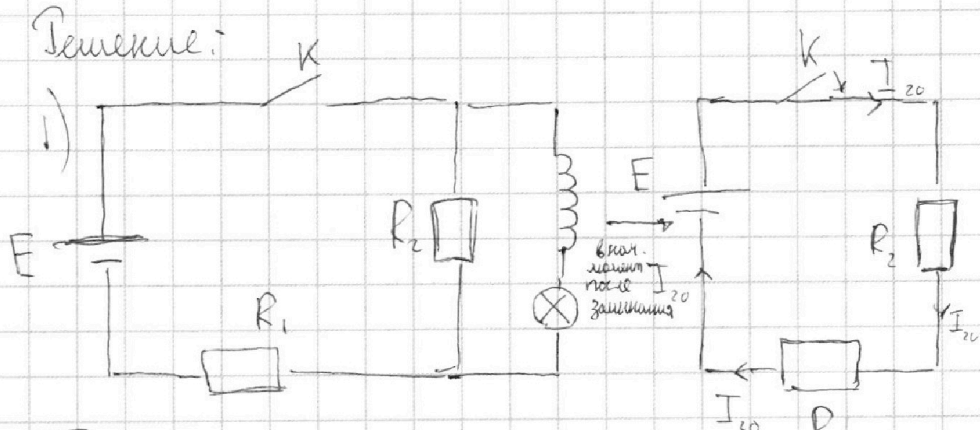 Решение:
1)
K
E
R₂
R₁
в нач.
момент
после
замыкания
I₂₀
K
I₂₀
E
R₂
I₂₀
I₂₀